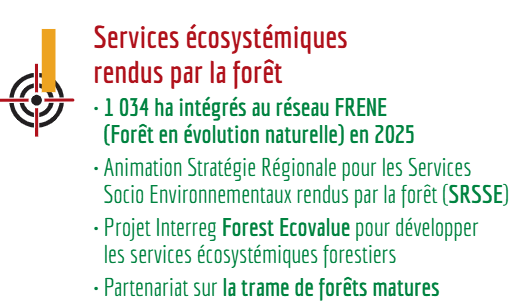 Services écosystémiques
rendus par la forêt
· 1 034 ha intégrés au réseau FRENE
(Forêt en évolution naturelle) en 2025
· Animation Stratégie Régionale pour les Services
Socio Environnementaux rendus par la forêt (SRSSE)
· Projet Interreg Forest Ecovalue pour développer
les services écosystémiques forestiers
· Partenariat sur la trame de forêts matures